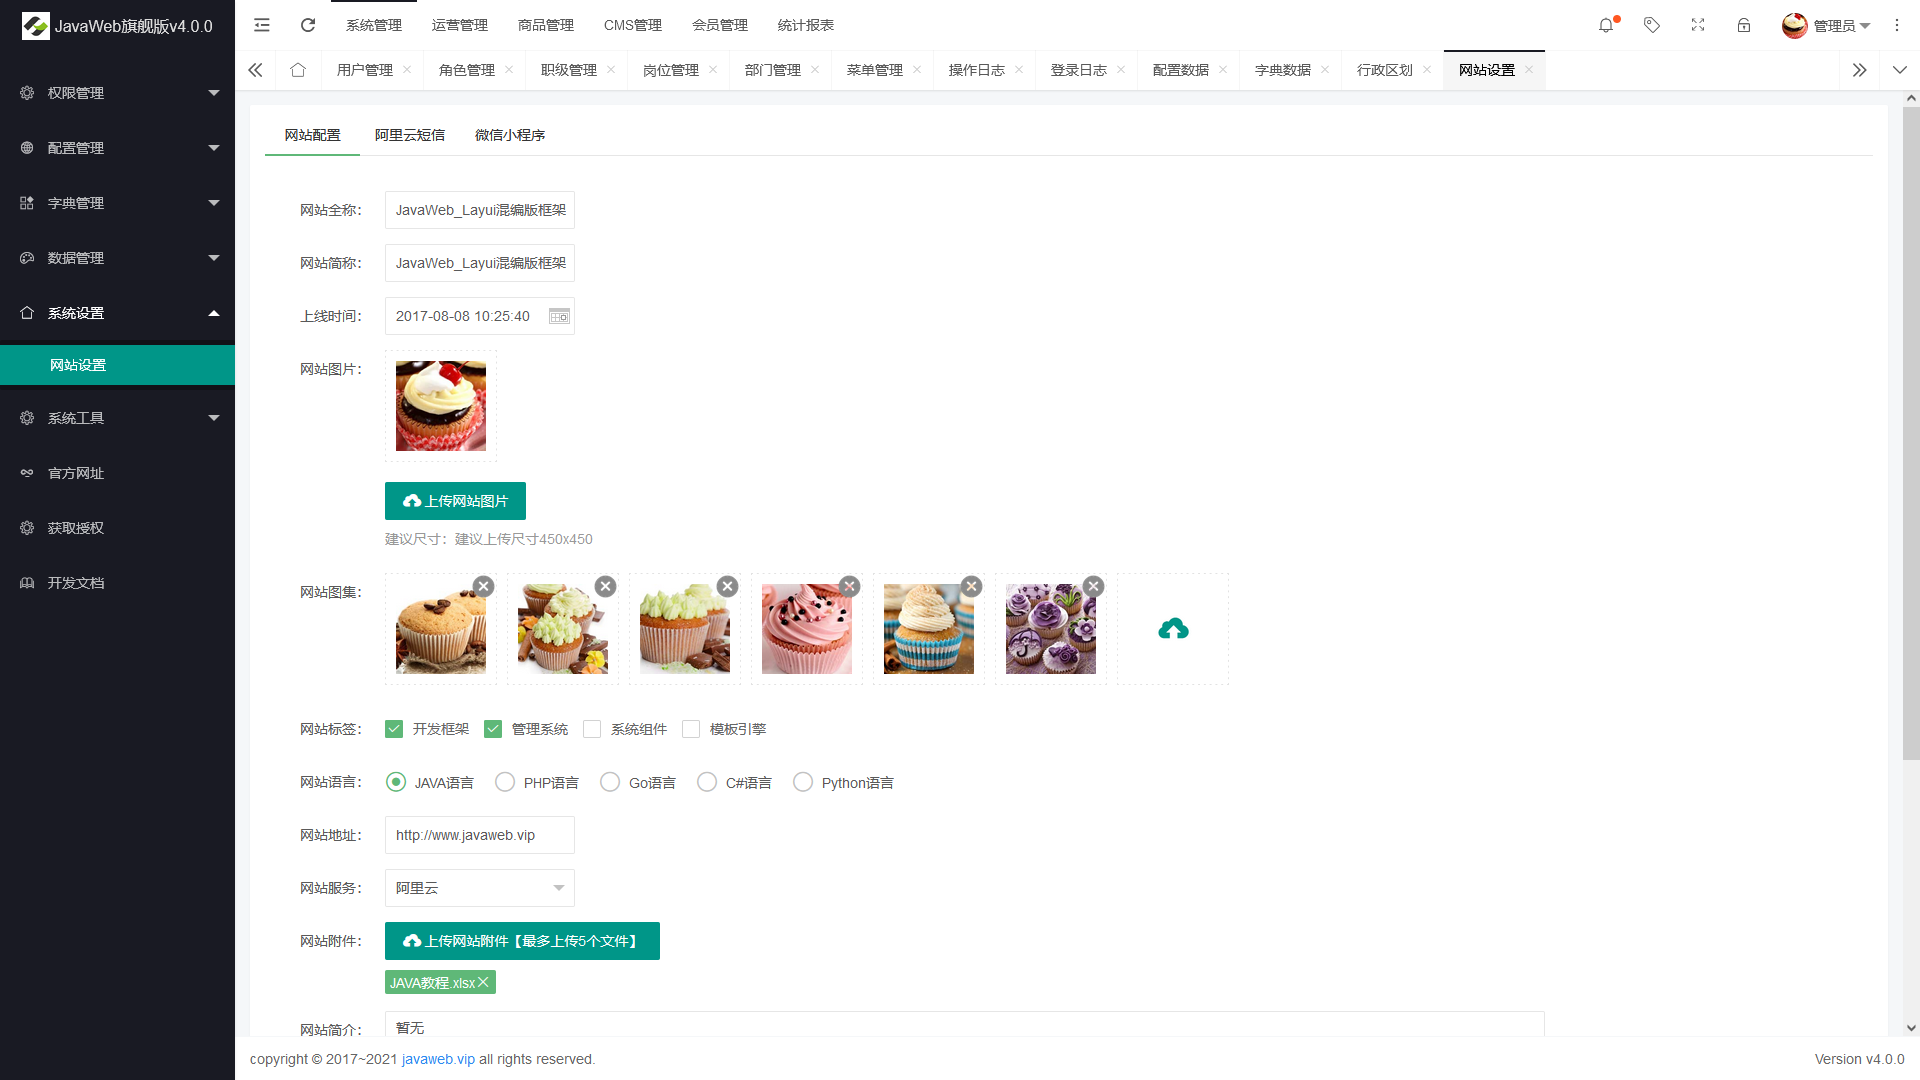 JavaWeb旗舰版v4.0.0
系统管理 运营管理 商品管理 CMS管理 会员管理 统计报表 管理员
用户管理 角色管理 职级管理 岗位管理 部门管理 菜单管理 操作日志 登录日志 配置数据 字典数据 行政区划 网站设置
权限管理
配置管理
字典管理
数据管理
系统设置
网站设置
系统工具
官方网址
获取授权
开发文档
网站配置 阿里云短信 微信小程序
网站全称： JavaWeb_Layui混编版框架
网站简称： JavaWeb_Layui混编版框架
上线时间： 2017-08-08 10:25:40
网站图片：
上传网站图片
建议尺寸：建议上传尺寸450x450
网站图集：
网站标签： 开发框架 管理系统 系统组件 模板引擎
网站语言： JAVA语言 PHP语言 Go语言 C#语言 Python语言
网站地址： http://www.javaweb.vip
网站服务： 阿里云
网站附件： 上传网站附件【最多上传5个文件】
JAVA教程.xlsx
网站简介： 暂无
copyright © 2017~2021 javaweb.vip all rights reserved.
Version v4.0.0